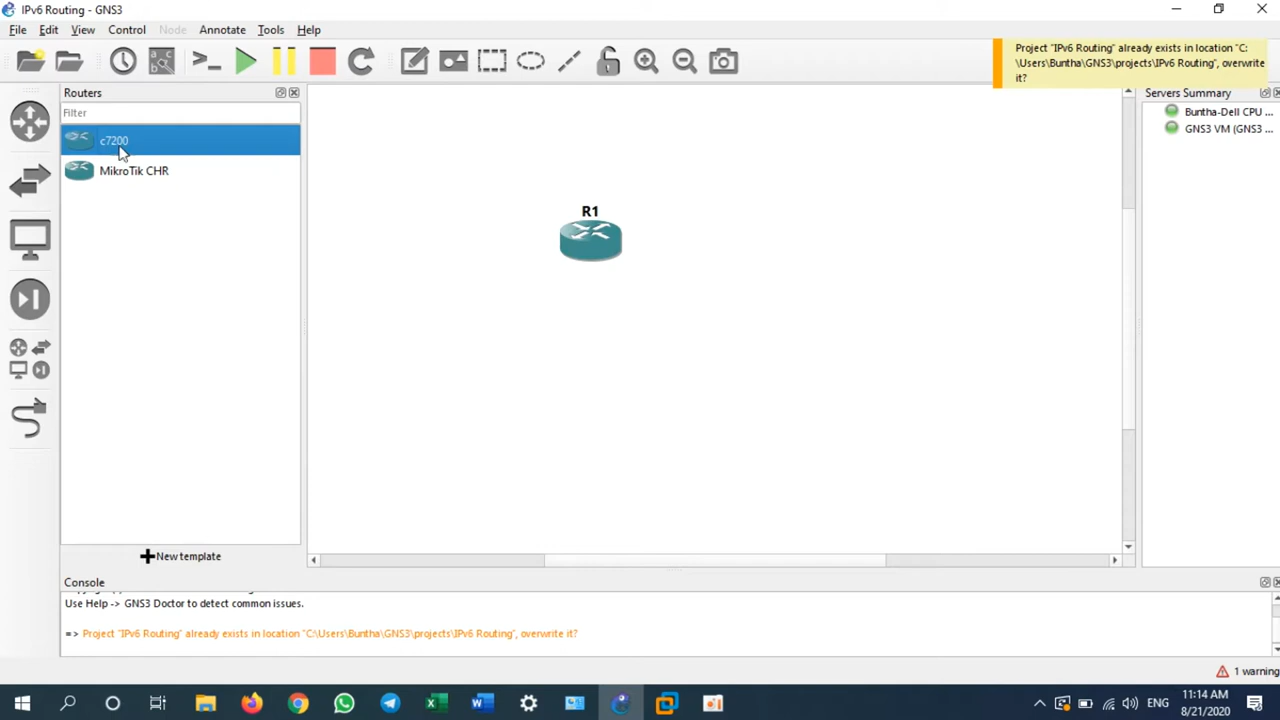 IPv6 Routing - GNS3
File Edit View Control Node Annotate Tools Help
Project "IPv6 Routing" already exists in location "C:
\Users\Buntha\GNS3\projects\IPv6 Routing", overwrite
it?
Routers
Filter
c7200
MikroTik CHR
New template
R1
Servers Summary
Buntha-Dell CPU ...
GNS3 VM (GNS3 ...
Console
Use Help -> GNS3 Doctor to detect common issues.
=> Project "IPv6 Routing" already exists in location "C:\Users\Buntha\GNS3\projects\IPv6 Routing", overwrite it?
1 warning
ENG
11:14 AM
8/21/2020